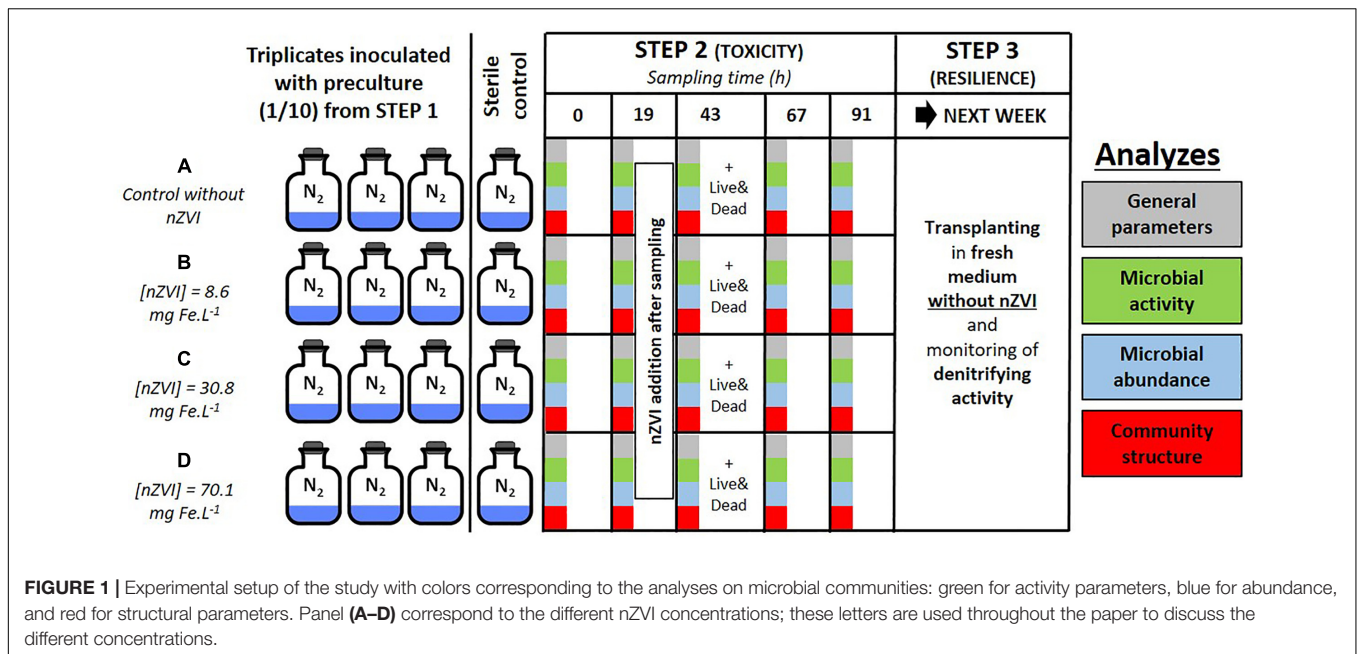 Triplicates inoculated
with preculture
(1/10) from STEP 1
Sterile
control
STEP 2 (TOXICITY)
Sampling time (h)
0 19 43 67 91
STEP 3
(RESILIENCE)
NEXT WEEK
A
Control without
nZVI
N2 N2 N2 N2
B
[nZVI] = 8.6
mg Fe.L-1
N2 N2 N2 N2
C
[nZVI] = 30.8
mg Fe.L-1
N2 N2 N2 N2
D
[nZVI] = 70.1
mg Fe.L-1
N2 N2 N2 N2
nZVI addition after sampling
+
Live&
Dead
+
Live&
Dead
+
Live&
Dead
+
Live&
Dead
Transplanting
in fresh
medium
without nZVI
and
monitoring of
denitrifying
activity
Analyzes
General
parameters
Microbial
activity
Microbial
abundance
Community
structure
FIGURE 1 | Experimental setup of the study with colors corresponding to the analyses on microbial communities: green for activity parameters, blue for abundance,
and red for structural parameters. Panel (A–D) correspond to the different nZVI concentrations; these letters are used throughout the paper to discuss the
different concentrations.